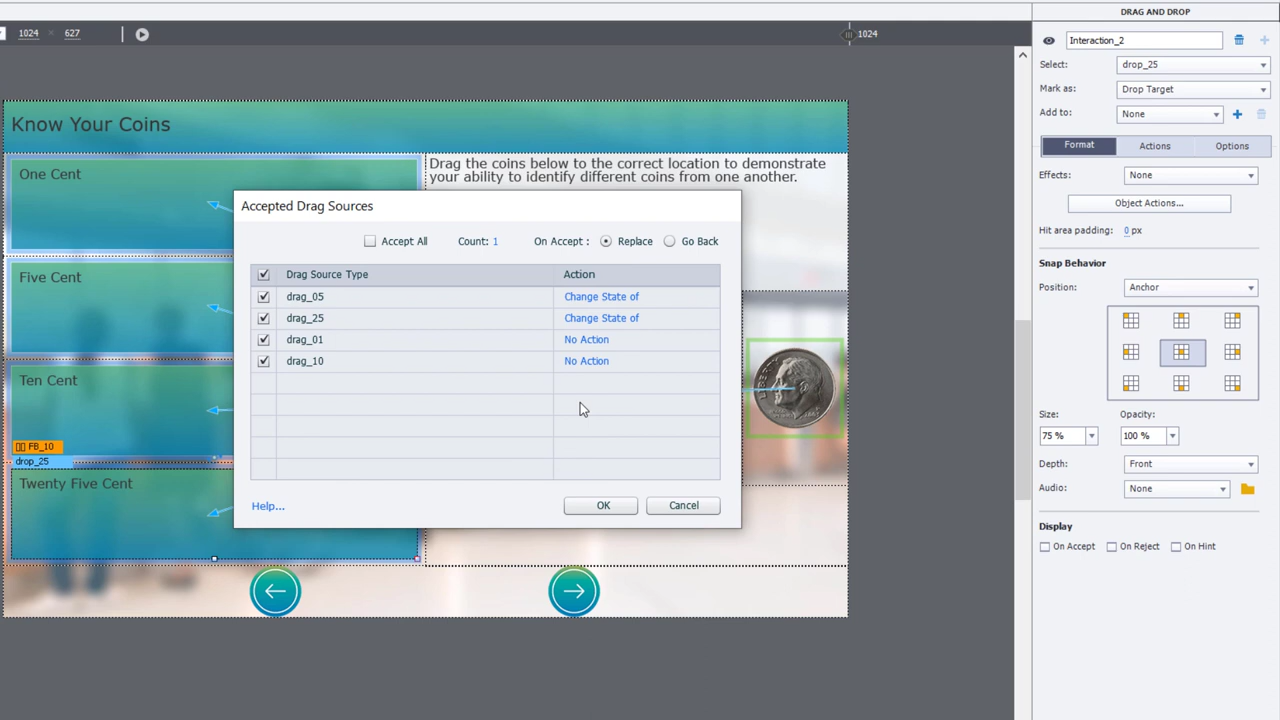 DRAG AND DROP
1024 × 627
1024
Interaction_2
Select: drop_25
Mark as: Drop Target
Add to: None
Format Actions Options
Effects: None
Object Actions...
Hit area padding: 0 px
Snap Behavior
Position: Anchor
Size: Opacity:
75 % 100 %
Depth: Front
Audio: None
Display
On Accept On Reject On Hint
Know Your Coins
One Cent
Five Cent
Ten Cent
FB_10
drop_25
Twenty Five Cent
Drag the coins below to the correct location to demonstrate
your ability to identify different coins from one another.
Accepted Drag Sources
Accept All Count: 1 On Accept : Replace Go Back
Drag Source Type Action
drag_05 Change State of
drag_25 Change State of
drag_01 No Action
drag_10 No Action
Help... OK Cancel
LIBERTY